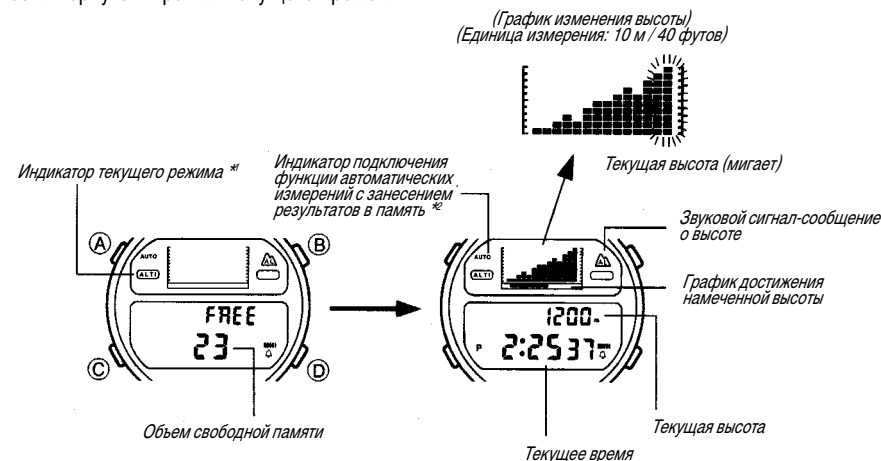 (График изменения высоты)
(Единица измерения: 10 м / 40 футов)
Текущая высота (мигает)
Индикатор текущего режима *1
Индикатор подключения
функции автоматических
измерений с занесением
результатов в память *2
Звуковой сигнал-сообщение
о высоте
График достижения
намеченной высоты
A
B
C
D
AUTO
ALTI
FREE
23
AUTO
ALTI
1200
P 2:25 37
Объем свободной памяти
Текущая высота
Текущее время